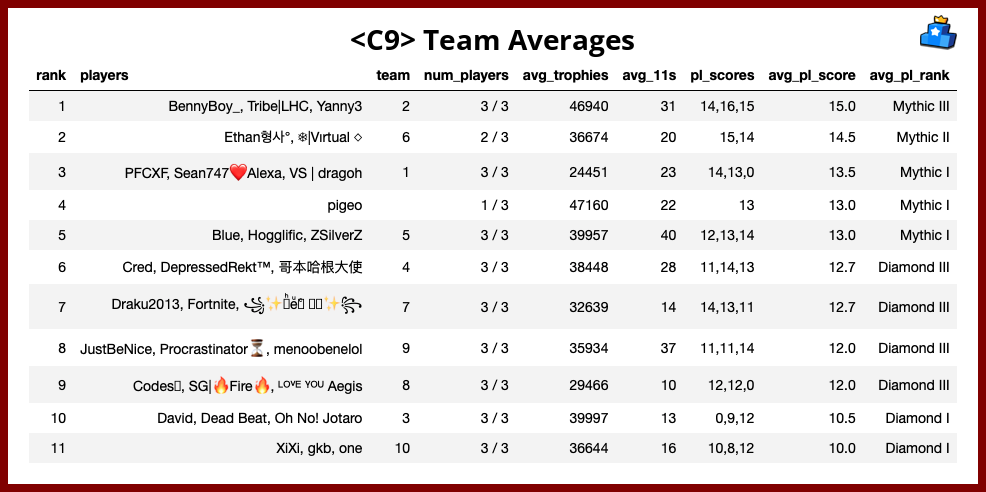 <C9> Team Averages
rank players team num_players avg_trophies avg_11s pl_scores avg_pl_score avg_pl_rank
1 BennyBoy_, Tribe|LHC, Yanny3 2 3 / 3 46940 31 14,16,15 15.0 Mythic III
2 Ethan형사°, ❄|Vırtual ◇ 6 2 / 3 36674 20 15,14 14.5 Mythic II
3 PFCXF, Sean747❤️Alexa, VS | dragoh 1 3 / 3 24451 23 14,13,0 13.5 Mythic I
4 pigeo 1 / 3 47160 22 13 13.0 Mythic I
5 Blue, Hogglific, ZSilverZ 5 3 / 3 39957 40 12,13,14 13.0 Mythic I
6 Cred, DepressedRekt™, 哥本哈根大使 4 3 / 3 38448 28 11,14,13 12.7 Diamond III
7 Draku2013, Fortnite, 7 3 / 3 32639 14 14,13,11 12.7 Diamond III
8 JustBeNice, Procrastinator⏳, menoobenelol 9 3 / 3 35934 37 11,11,14 12.0 Diamond III
9 Codes, SG|🔥Fire🔥, ᴸᴼⱽᴱ ᵞᴼᵁ Aegis 8 3 / 3 29466 10 12,12,0 12.0 Diamond III
10 David, Dead Beat, Oh No! Jotaro 3 3 / 3 39997 13 0,9,12 10.5 Diamond I
11 XiXi, gkb, one 10 3 / 3 36644 16 10,8,12 10.0 Diamond I